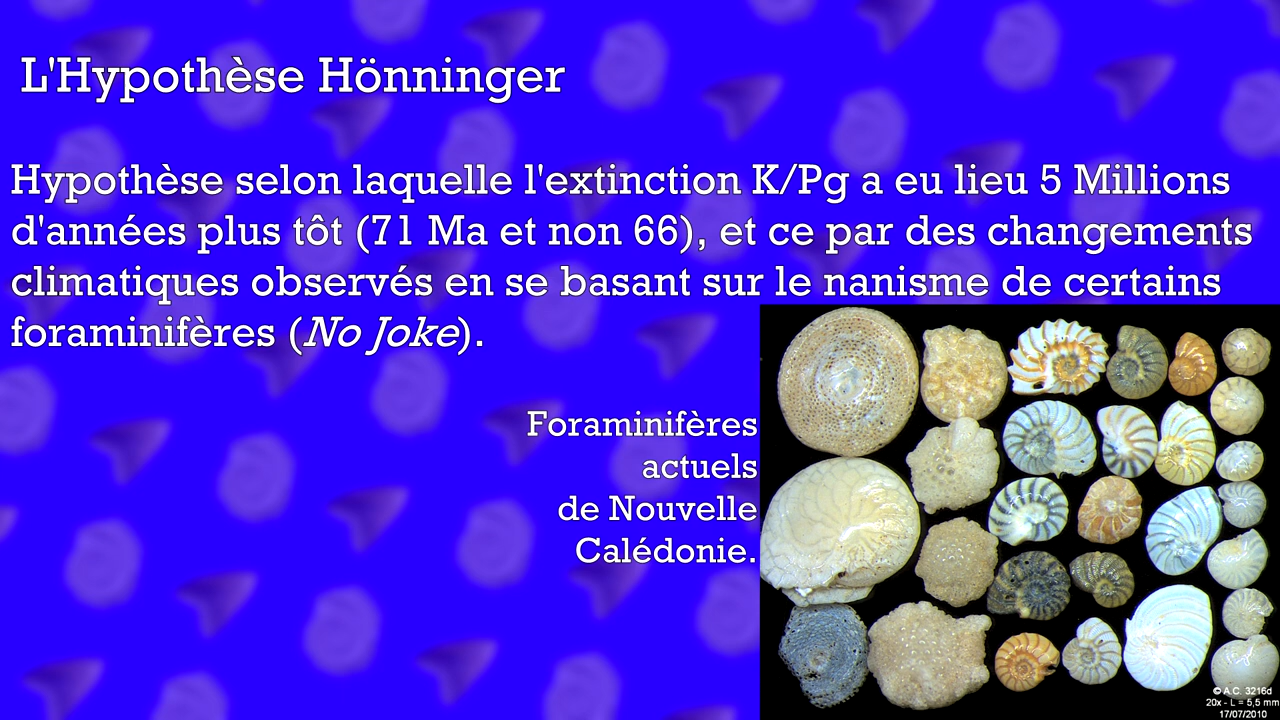 L'Hypothèse Hönninger
Hypothèse selon laquelle l'extinction K/Pg a eu lieu 5 Millions
d'années plus tôt (71 Ma et non 66), et ce par des changements
climatiques observés en se basant sur le nanisme de certains
foraminifères (No Joke).
Foraminifères
actuels
de Nouvelle
Calédonie.
© A.C. 3216d
20x - L = 5,5 mm
17/07/2010